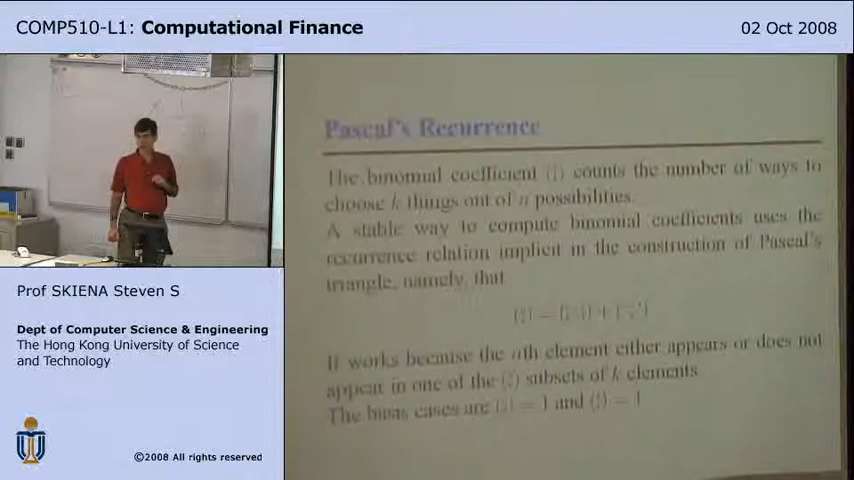 COMP510-L1: Computational Finance
02 Oct 2008
Pascal's Recurrence
The binomial coefficient counts the number of ways to
choose k things out of n possibilities.
A stable way to compute binomial coefficients uses the
recurrence relation implicit in the construction of Pascal's
triangle, namely, that
It works because the nth element either appears or does not
appear in one of the subsets of k elements.
The basis cases are = 1 and = 1
Prof SKIENA Steven S
Dept of Computer Science & Engineering
The Hong Kong University of Science
and Technology
©2008 All rights reserved